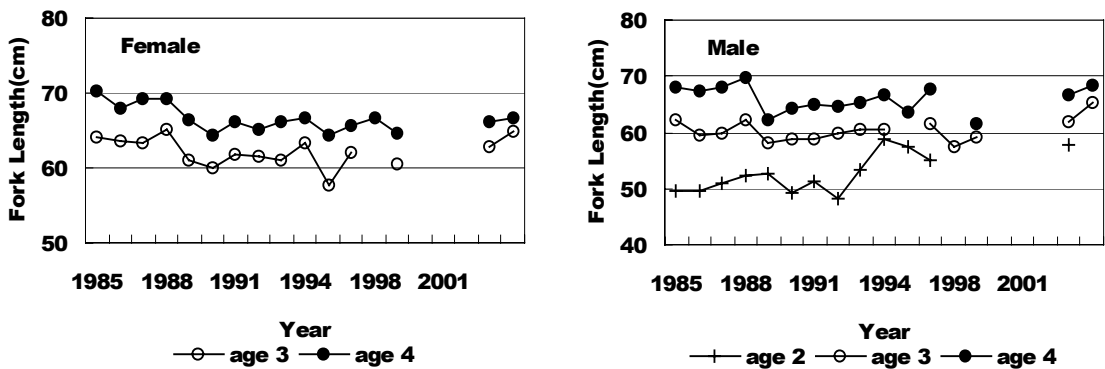 80
Female
70
60
50
Fork Length(cm)
1985 1988 1991 1994 1998 2001
Year
age 3 age 4
80
Male
70
60
50
40
Fork Length(cm)
1985 1988 1991 1994 1998 2001
Year
age 2 age 3 age 4